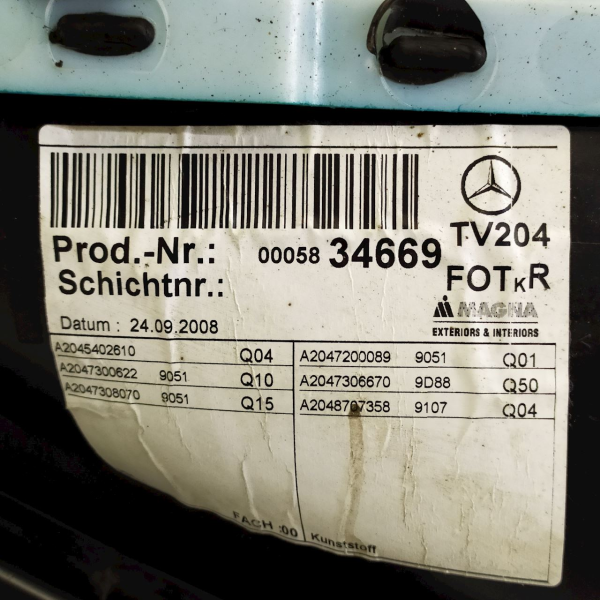 TV204
Prod.-Nr.: 00058 34669
Schichtnr.:
FOTKR
MAGNA
EXTERIORS & INTERIORS
Datum : 24.09.2008
A2045402610 Q04
A2047300622 9051 Q10
A2047308070 9051 Q15
A2047200089 9051 Q01
A2047306670 9D88 Q50
A2048707358 9107 Q04
FACH :00
Kunststoff